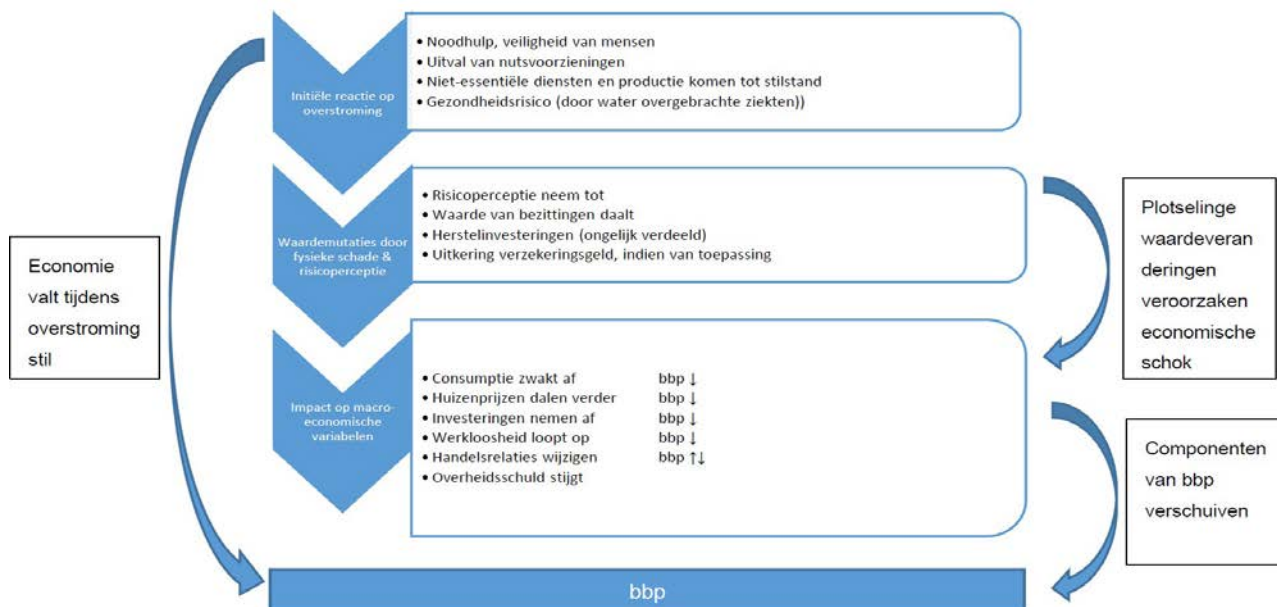 • Noodhulp, veiligheid van mensen
• Uitval van nutsvoorzieningen
• Niet-essentiële diensten en productie komen tot stilstand
• Gezondheidsrisico (door water overgebrachte ziekten))
Initiële reactie op
overstroming
• Risicoperceptie neem tot
• Waarde van bezittingen daalt
• Herstelinvesteringen (ongelijk verdeeld)
• Uitkering verzekeringsgeld, indien van toepassing
Waardemutaties door
fysieke schade &
risicoperceptie
Economie
valt tijdens
overstroming
stil
Plotselinge
waardeveran
deringen
veroorzaken
economische
schok
• Consumptie zwakt af bbp ↓
• Huizenprijzen dalen verder bbp ↓
• Investeringen nemen af bbp ↓
• Werkloosheid loopt op bbp ↓
• Handelsrelaties wijzigen bbp ↑↓
• Overheidsschuld stijgt
Impact op macro-
economische
variabelen
Componenten
van bbp
verschuiven
bbp